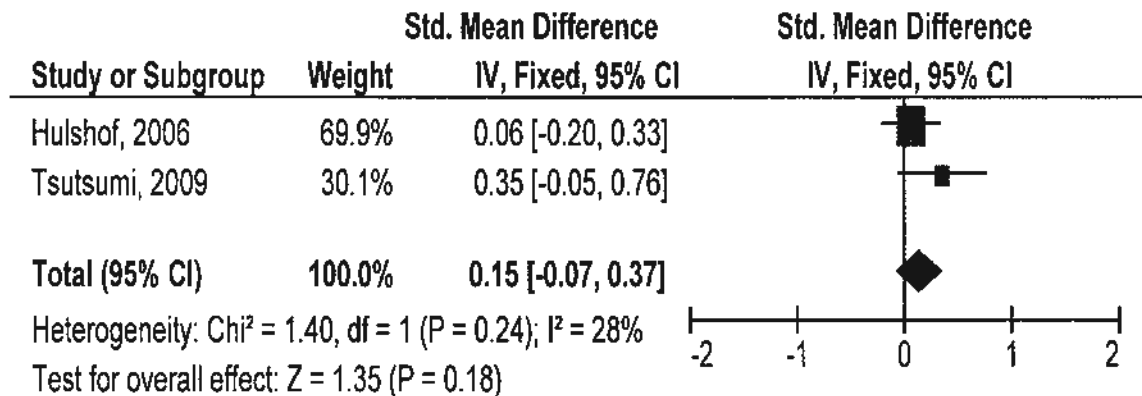 Std. Mean Difference Std. Mean Difference
Study or Subgroup Weight IV, Fixed, 95% CI IV, Fixed, 95% CI
Hulshof, 2006 69.9% 0.06 [-0.20, 0.33]
Tsutsumi, 2009 30.1% 0.35 [-0.05, 0.76]
Total (95% CI) 100.0% 0.15 [-0.07, 0.37]
Heterogeneity: Chi² = 1.40, df = 1 (P = 0.24); I² = 28%
Test for overall effect: Z = 1.35 (P = 0.18)
-2 -1 0 1 2